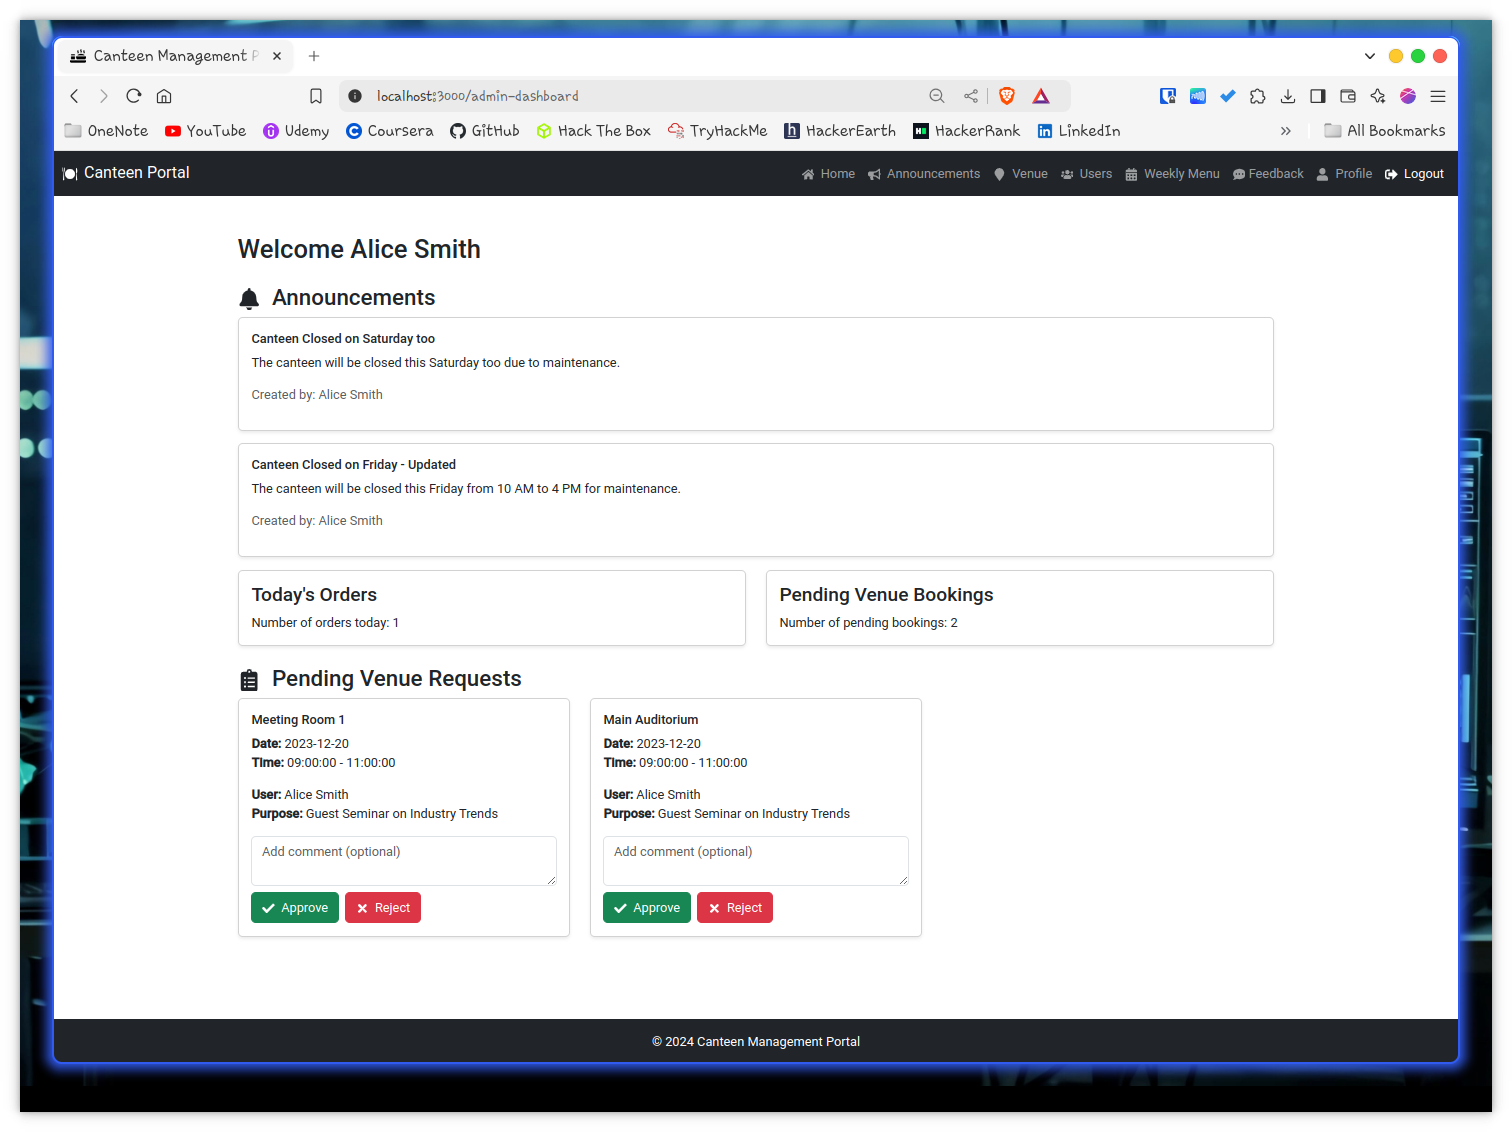 Canteen Management P
localhost:3000/admin-dashboard
OneNote YouTube Udemy Coursera GitHub Hack The Box TryHackMe HackerEarth HackerRank LinkedIn All Bookmarks
Canteen Portal Home Announcements Venue Users Weekly Menu Feedback Profile Logout
Welcome Alice Smith
Announcements
Canteen Closed on Saturday too
The canteen will be closed this Saturday too due to maintenance.
Created by: Alice Smith
Canteen Closed on Friday - Updated
The canteen will be closed this Friday from 10 AM to 4 PM for maintenance.
Created by: Alice Smith
Today's Orders
Number of orders today: 1
Pending Venue Bookings
Number of pending bookings: 2
Pending Venue Requests
Meeting Room 1
Date: 2023-12-20
Time: 09:00:00 - 11:00:00
User: Alice Smith
Purpose: Guest Seminar on Industry Trends
Add comment (optional)
Approve Reject
Main Auditorium
Date: 2023-12-20
Time: 09:00:00 - 11:00:00
User: Alice Smith
Purpose: Guest Seminar on Industry Trends
Add comment (optional)
Approve Reject
© 2024 Canteen Management Portal